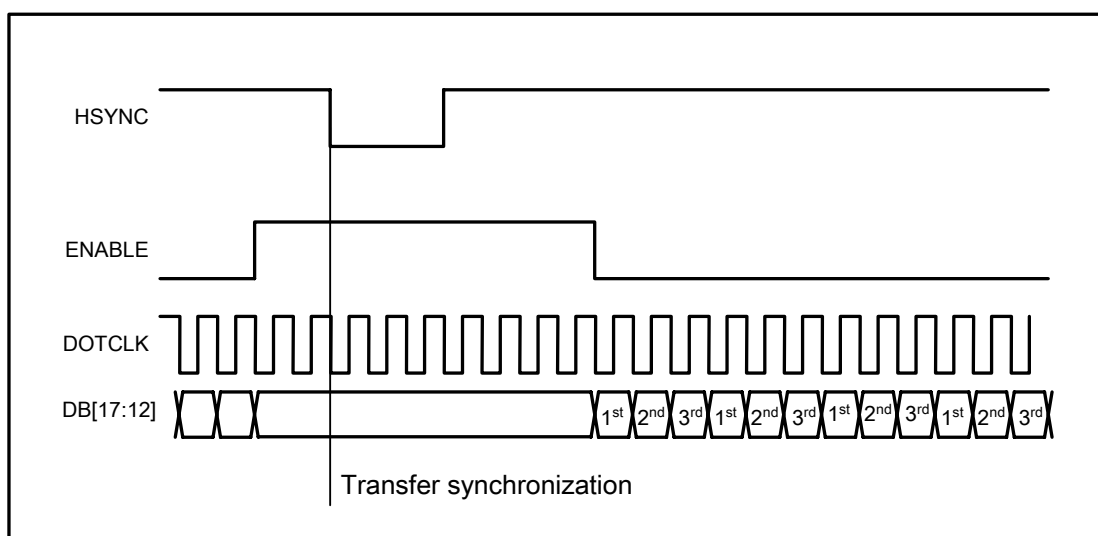 HSYNC
ENABLE
DOTCLK
DB[17:12] 1st 2nd 3rd 1st 2nd 3rd 1st 2nd 3rd 1st 2nd 3rd
Transfer synchronization